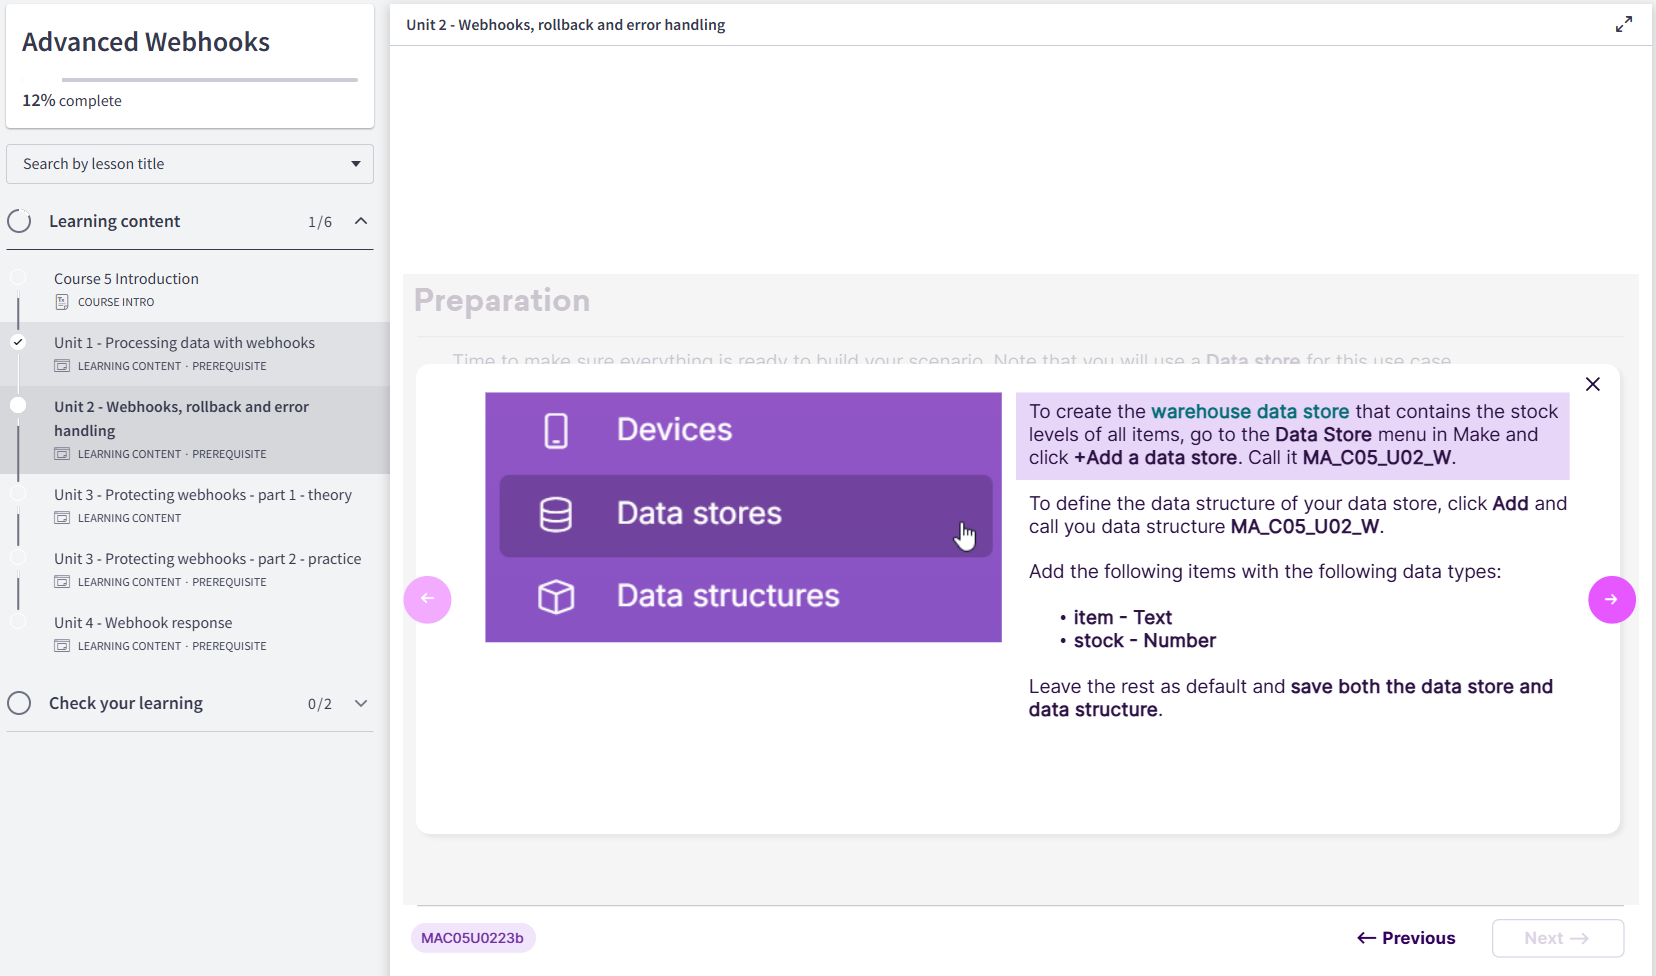 Advanced Webhooks
12% complete
Search by lesson title
Learning content 1/6
Course 5 Introduction
COURSE INTRO
Unit 1 - Processing data with webhooks
LEARNING CONTENT · PREREQUISITE
Unit 2 - Webhooks, rollback and error
handling
LEARNING CONTENT · PREREQUISITE
Unit 3 - Protecting webhooks - part 1 - theory
LEARNING CONTENT
Unit 3 - Protecting webhooks - part 2 - practice
LEARNING CONTENT · PREREQUISITE
Unit 4 - Webhook response
LEARNING CONTENT · PREREQUISITE
Check your learning 0/2
Unit 2 - Webhooks, rollback and error handling
Preparation
Time to make sure everything is ready to build your scenario. Note that you will use a Data store for this use case.
Devices
Data stores
Data structures
To create the warehouse data store that contains the stock
levels of all items, go to the Data Store menu in Make and
click +Add a data store. Call it MA_C05_U02_W.
To define the data structure of your data store, click Add and
call you data structure MA_C05_U02_W.
Add the following items with the following data types:
• item - Text
• stock - Number
Leave the rest as default and save both the data store and
data structure.
MAC05U0223b
← Previous
Next →